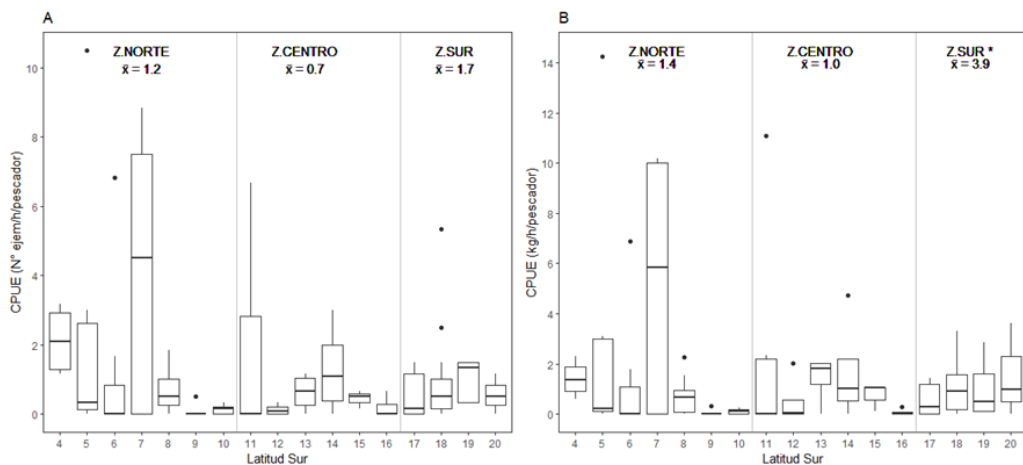 A
Z.NORTE
x̄ = 1.2
Z.CENTRO
x̄ = 0.7
Z.SUR
x̄ = 1.7
CPUE (N° ejem/h/pescador)
10
8
6
4
2
0
4 5 6 7 8 9 10 11 12 13 14 15 16 17 18 19 20
Latitud Sur
B
Z.NORTE
x̄ = 1.4
Z.CENTRO
x̄ = 1.0
Z.SUR *
x̄ = 3.9
CPUE (kg/h/pescador)
14
12
10
8
6
4
2
0
4 5 6 7 8 9 10 11 12 13 14 15 16 17 18 19 20
Latitud Sur